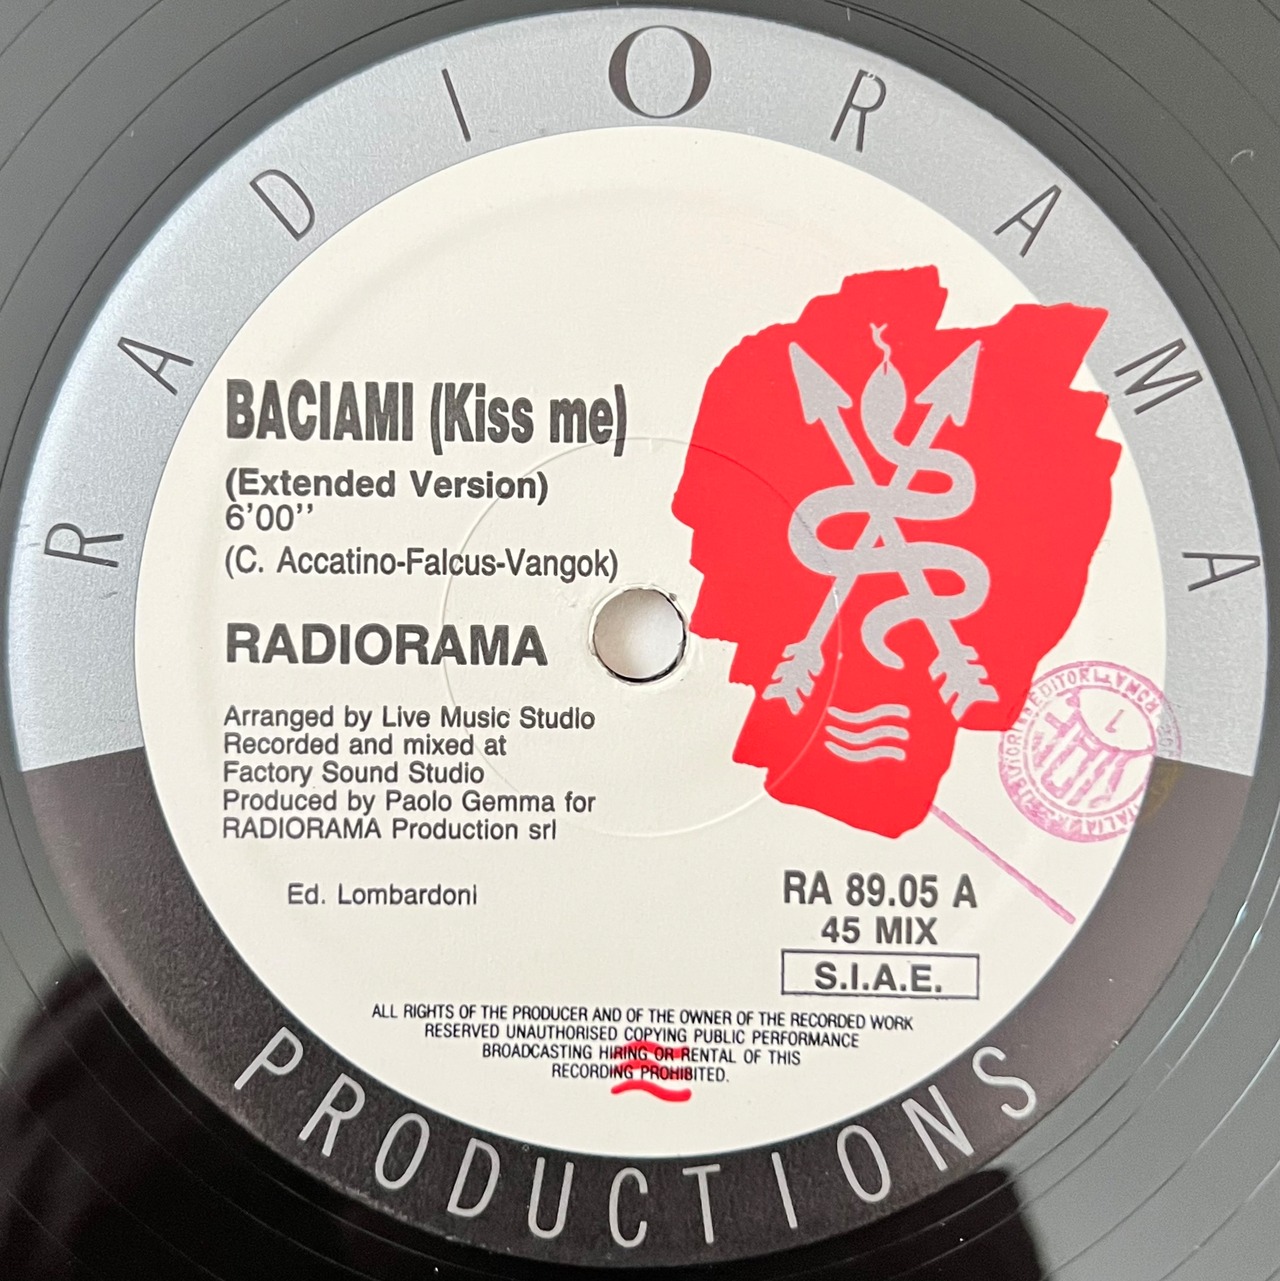 RADIORAMA
BACIAMI (Kiss me)
(Extended Version)
6'00''
(C. Accatino-Falcus-Vangok)
RADIORAMA
Arranged by Live Music Studio
Recorded and mixed at
Factory Sound Studio
Produced by Paolo Gemma for
RADIORAMA Production srl
Ed. Lombardoni
RA 89.05 A
45 MIX
S.I.A.E.
ALL RIGHTS OF THE PRODUCER AND OF THE OWNER OF THE RECORDED WORK
RESERVED UNAUTHORISED COPYING PUBLIC PERFORMANCE
BROADCASTING HIRING OR RENTAL OF THIS
RECORDING PROHIBITED.
PRODUCTIONS
EDITORI
ROMA